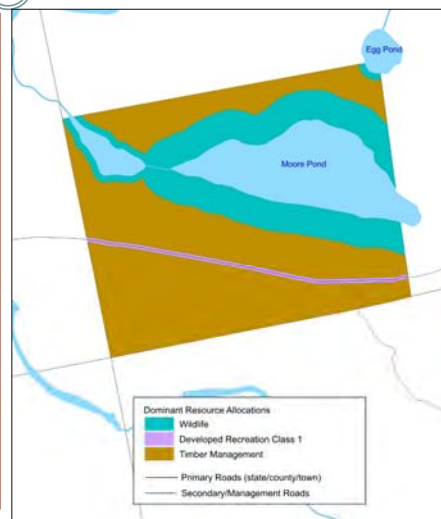 Egg Pond
Moore Pond
Dominant Resource Allocations
Wildlife
Developed Recreation Class 1
Timber Management
Primary Roads (state/county/town)
Secondary/Management Roads